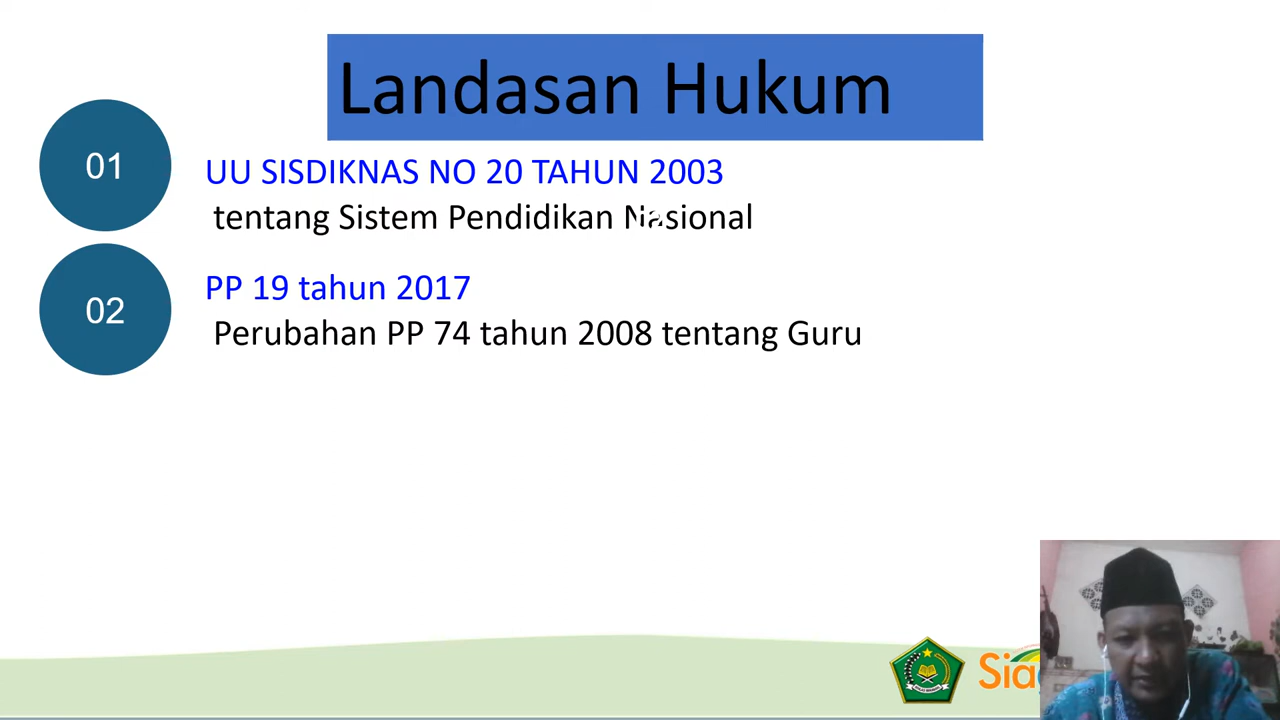 Landasan Hukum
01
UU SISDIKNAS NO 20 TAHUN 2003
tentang Sistem Pendidikan Nasional
02
PP 19 tahun 2017
Perubahan PP 74 tahun 2008 tentang Guru